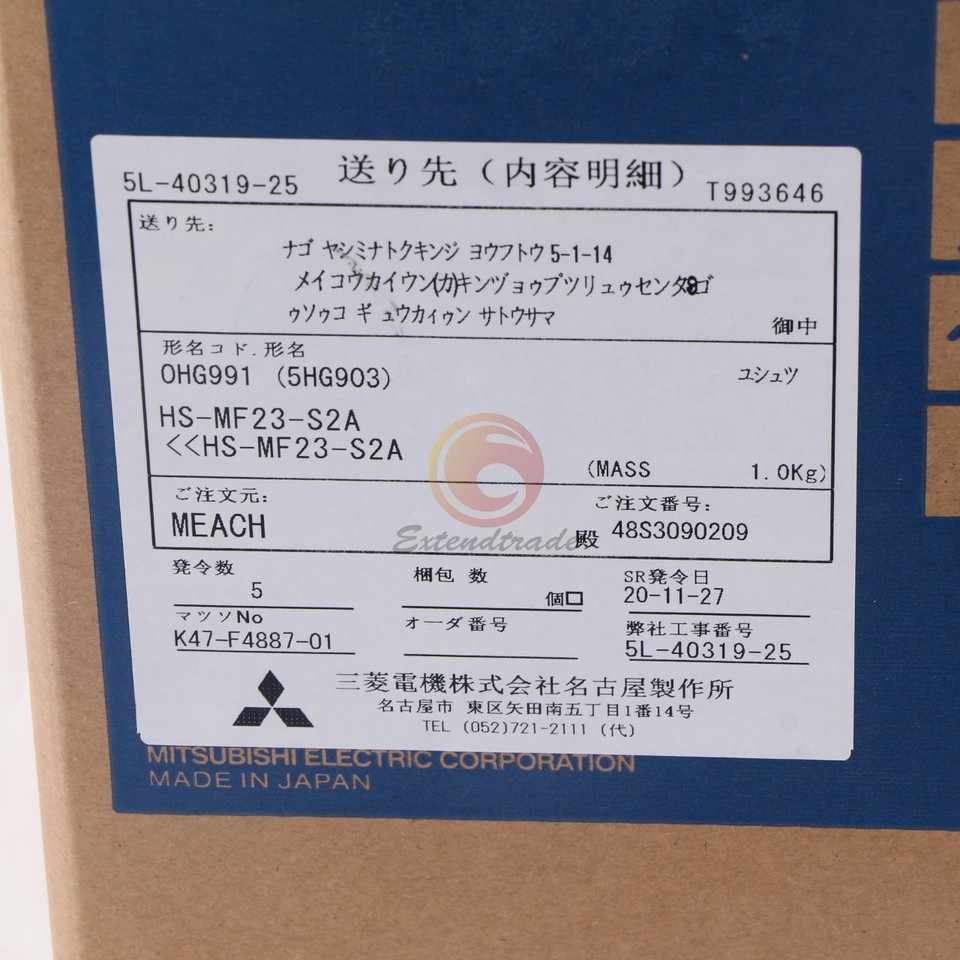 5L-40319-25 送り先（内容明細） T993646
送り先:
ナゴ ヤシミナトクキンジ ヨウフトウ 5-1-14
メイコウカイウン(カ)キンヅョゥプツリュゥセンタ
ゥソゥコ ギ ュウカィゥン サトウサマ
御中
形名コード.形名
OHG991 (5HG903) ユシュツ
HS-MF23-S2A
<<HS-MF23-S2A
(MASS 1.0Kg)
ご注文元: ご注文番号:
MEACH 殿 48S3090209
Extendtrade
発令数 梱包 数 SR発令日
5 個口 20-11-27
マツソNo オーダ番号 弊社工事番号
K47-F4887-01 5L-40319-25
三菱電機株式会社名古屋製作所
名古屋市 東区矢田南五丁目1番14号
TEL (052)721-2111 (代)
MITSUBISHI ELECTRIC CORPORATION
MADE IN JAPAN